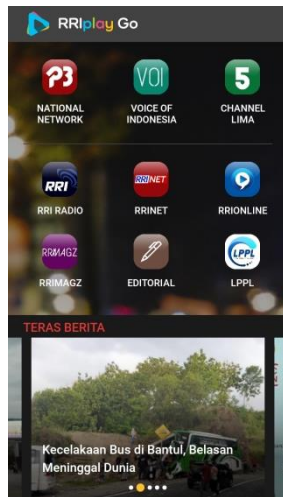 RRIplay Go
P3
VOI
5
NATIONAL
NETWORK
VOICE OF
INDONESIA
CHANNEL
LIMA
RRI
RRINET
RRI RADIO
RRINET
RRIONLINE
RRIMAGZ
LPPL
RRIMAGZ
EDITORIAL
LPPL
TERAS BERITA
Kecelakaan Bus di Bantul, Belasan
Meninggal Dunia